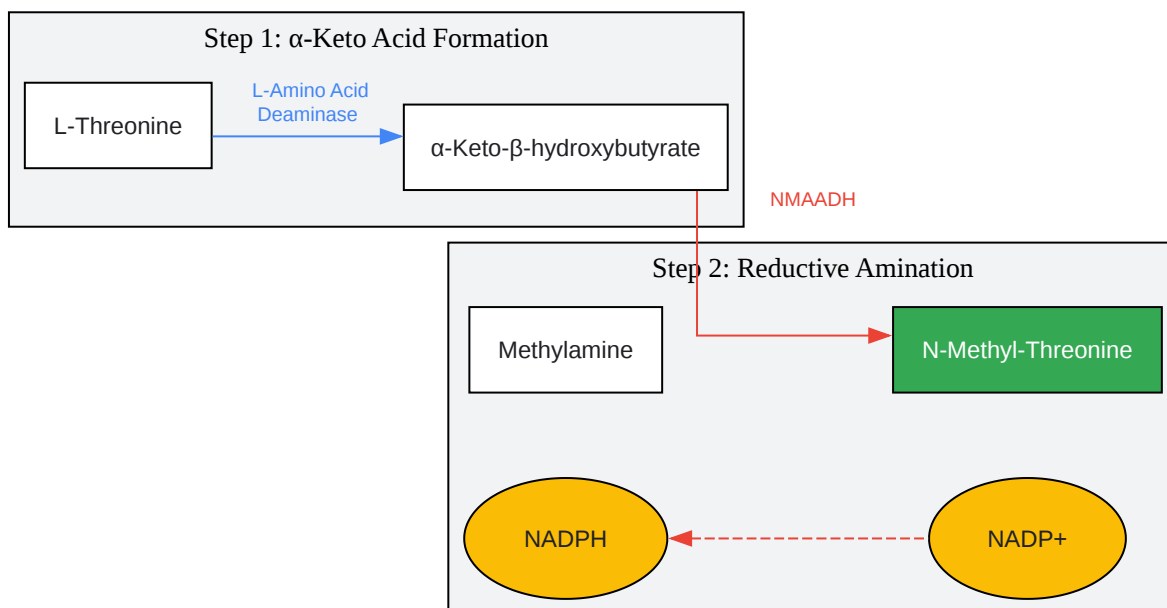 Step 1: α-Keto Acid Formation
L-Amino Acid
Deaminase
L-Threonine
α-Keto-β-hydroxybutyrate
NMAADH
Step 2: Reductive Amination
Methylamine
N-Methyl-Threonine
NADPH
NADP+